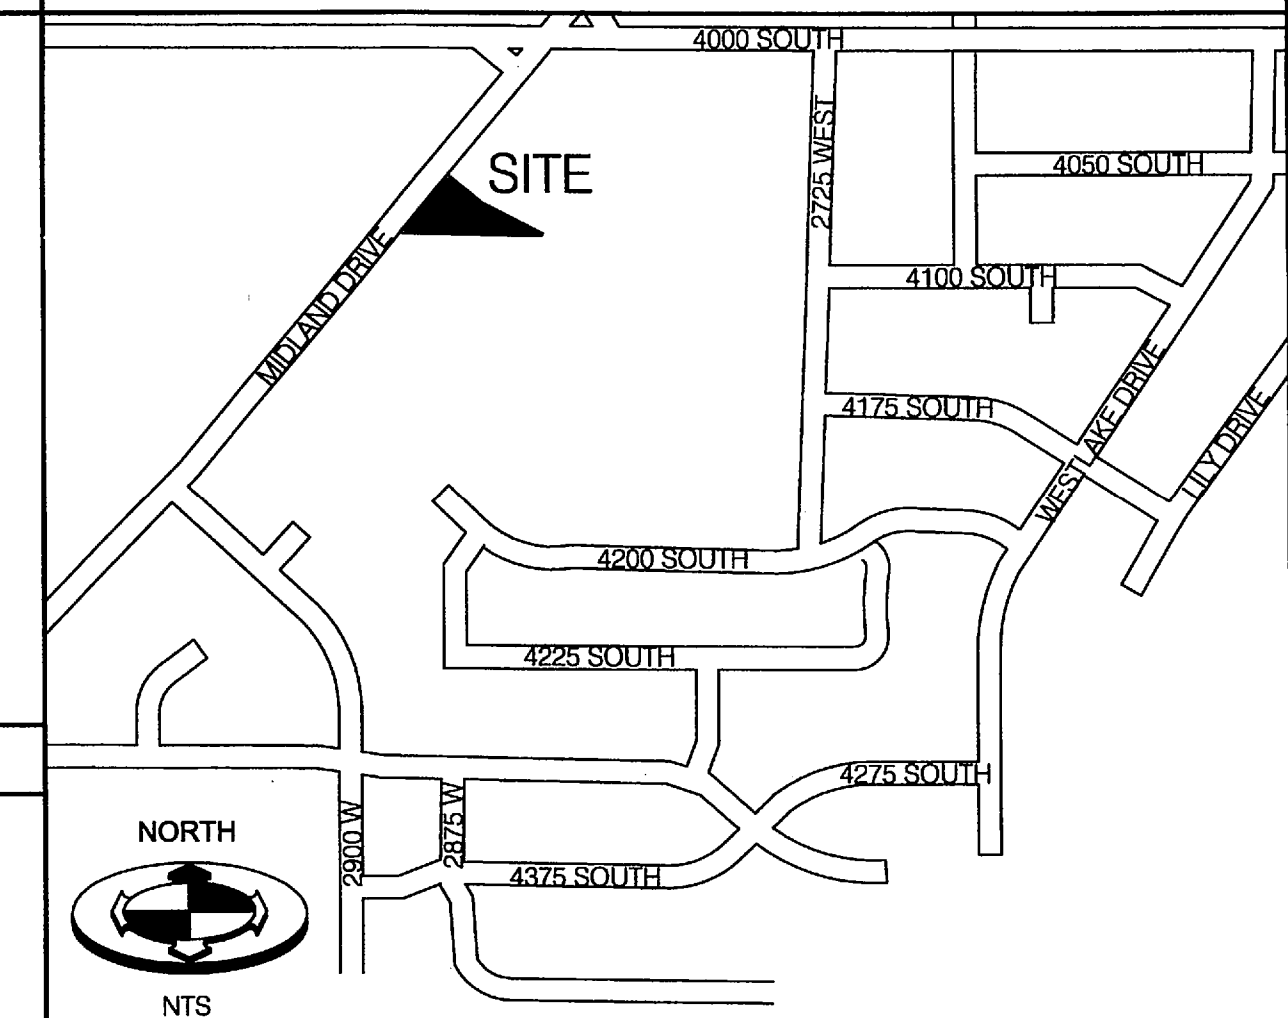 4000 SOUTH
2725 WEST
SITE
4050 SOUTH
MIDLAND DRIVE
4100 SOUTH
4175 SOUTH
WEST LAKE DRIVE
LILY DRIVE
4200 SOUTH
4225 SOUTH
4275 SOUTH
2900 W
2875 W
4375 SOUTH
NORTH
NTS